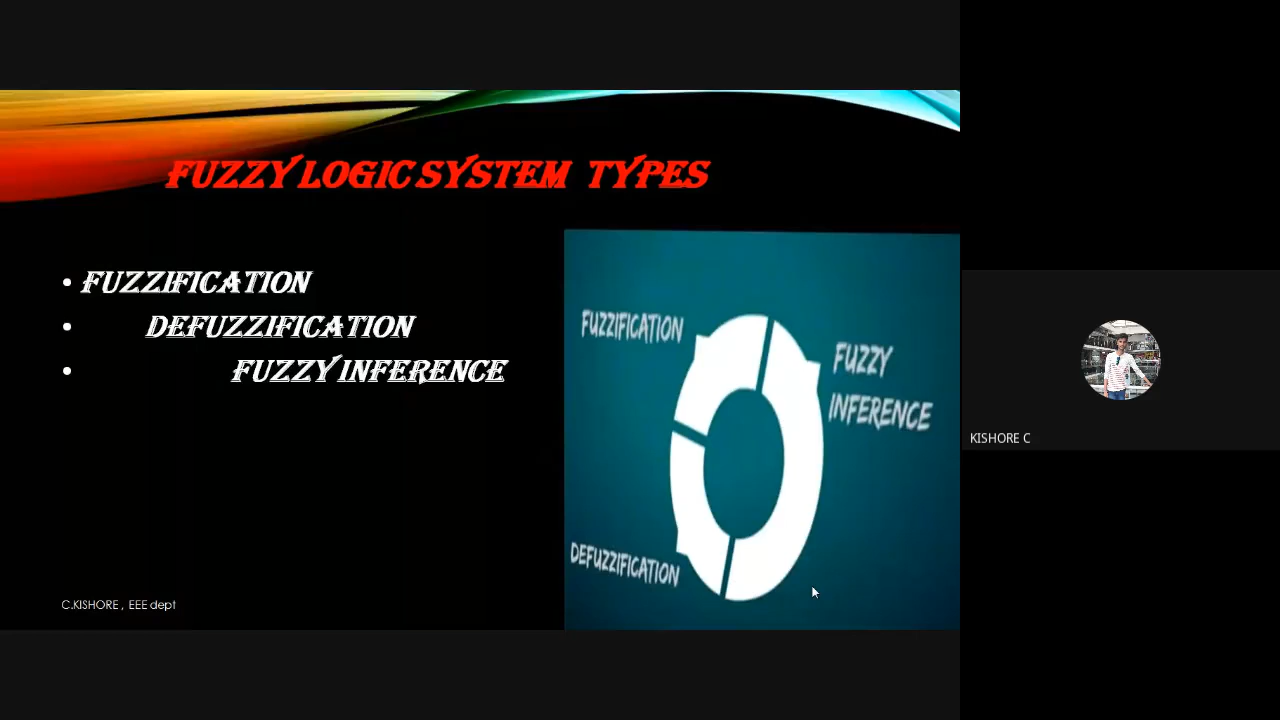 FUZZY LOGIC SYSTEM TYPES
• FUZZIFICATION
• DEFUZZIFICATION
• FUZZY INFERENCE
FUZZIFICATION
FUZZY
INFERENCE
DEFUZZIFICATION
C.KISHORE , EEE dept
KISHORE C